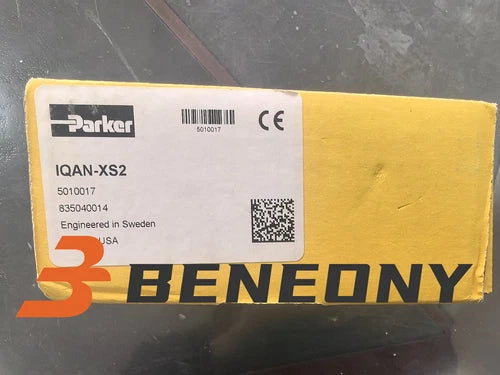 Parker
5010017
CE
IQAN-XS2
5010017
835040014
Engineered in Sweden
USA
BENEONY